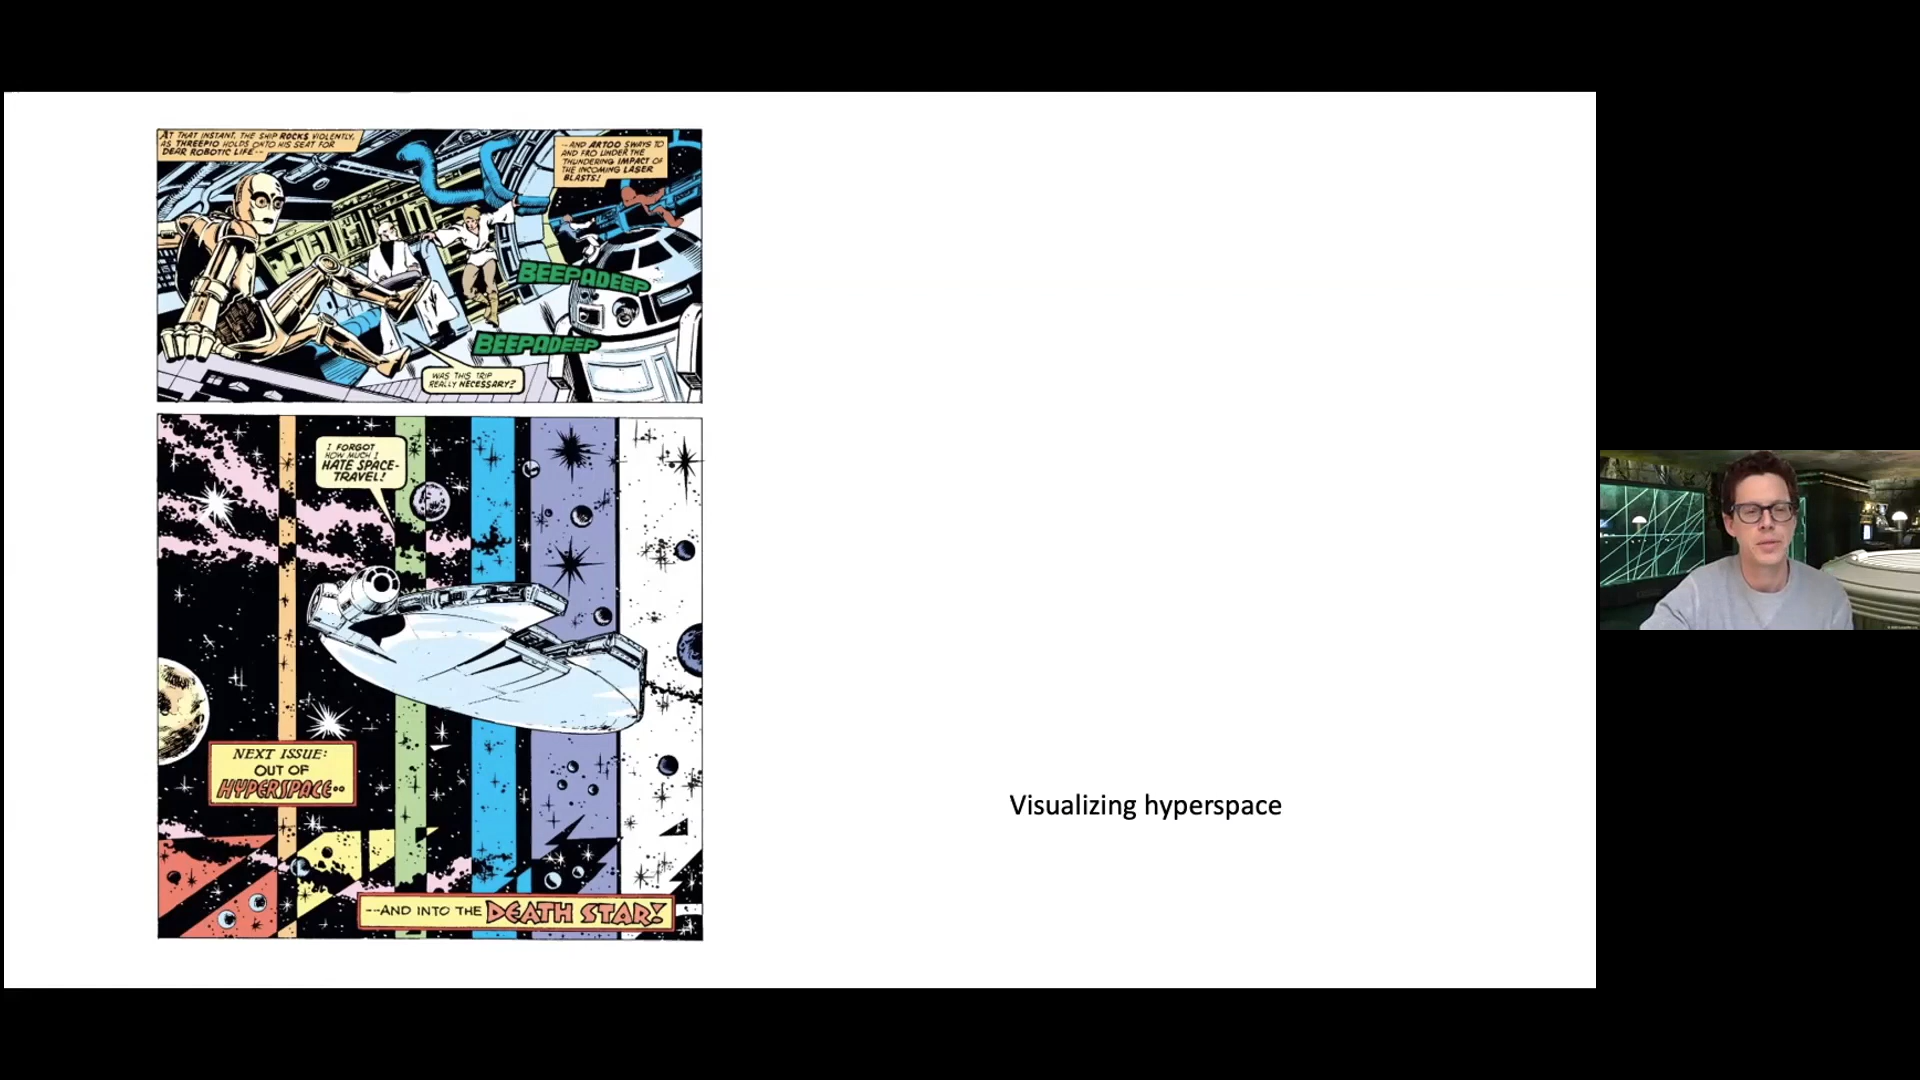 AT THAT INSTANT, THE SHIP ROCKS VIOLENTLY,
AS THREEPIO HOLDS ONTO HIS SEAT FOR
DEAR ROBOTIC LIFE--
--AND ARTOO SWAYS TO
AND FRO UNDER THE
THUNDERING IMPACT OF
THE INCOMING LASER
BLASTS!
BEEPADEEP
BEEPADEEP
WAS THIS TRIP
REALLY NECESSARY?
I FORGOT
HOW MUCH I
HATE SPACE-
TRAVEL!
NEXT ISSUE:
OUT OF
HYPERSPACE--
--AND INTO THE DEATH STAR!
Visualizing hyperspace